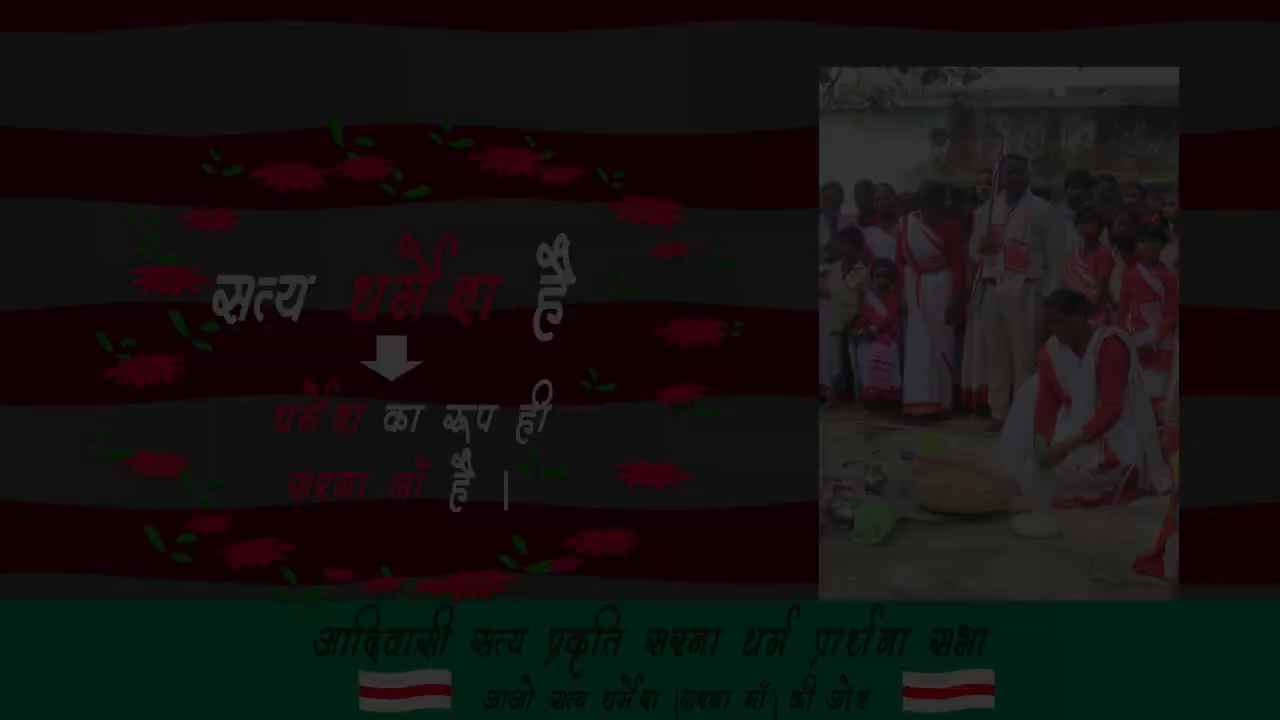 सत्य धर्मेश है
धर्मेश का रूप ही
सरना माँ है |
आदिवासी सत्य प्रकृति सरना धर्म प्रार्थना सभा
आओ सत्य धर्मेश (सरना माँ) की ओर